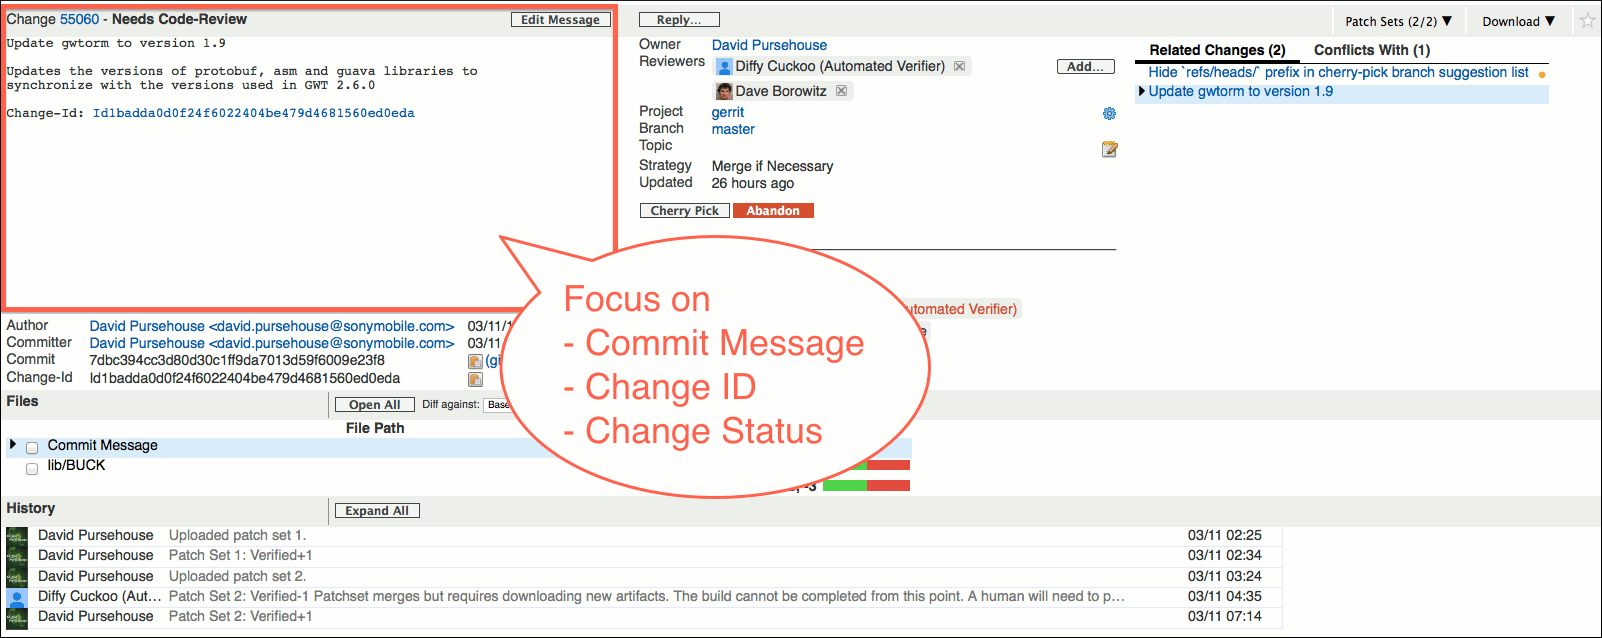 Change 55060 - Needs Code-Review
Edit Message
Reply...
Patch Sets (2/2) ▼
Download ▼
Update gwtorm to version 1.9
Updates the versions of protobuf, asm and guava libraries to
synchronize with the versions used in GWT 2.6.0
Change-Id: Id1badda0d0f24f6022404be479d4681560ed0eda
Owner David Pursehouse
Reviewers Diffy Cuckoo (Automated Verifier)
Add...
Dave Borowitz
Project gerrit
Branch master
Topic
Strategy Merge if Necessary
Updated 26 hours ago
Cherry Pick Abandon
Related Changes (2) Conflicts With (1)
Hide `refs/heads/` prefix in cherry-pick branch suggestion list
Update gwtorm to version 1.9
Focus on
- Commit Message
- Change ID
- Change Status
utomated Verifier)
Author David Pursehouse <david.pursehouse@sonymobile.com> 03/11/1
Committer David Pursehouse <david.pursehouse@sonymobile.com> 03/11
Commit 7dbc394cc3d80d30c1ff9da7013d59f6009e23f8 (gi
Change-Id Id1badda0d0f24f6022404be479d4681560ed0eda
Files
Open All Diff against: Base
File Path
Commit Message
lib/BUCK
, -3
History
Expand All
David Pursehouse Uploaded patch set 1. 03/11 02:25
David Pursehouse Patch Set 1: Verified+1 03/11 02:34
David Pursehouse Uploaded patch set 2. 03/11 03:24
Diffy Cuckoo (Aut... Patch Set 2: Verified-1 Patchset merges but requires downloading new artifacts. The build cannot be completed from this point. A human will need to p... 03/11 04:35
David Pursehouse Patch Set 2: Verified+1 03/11 07:14